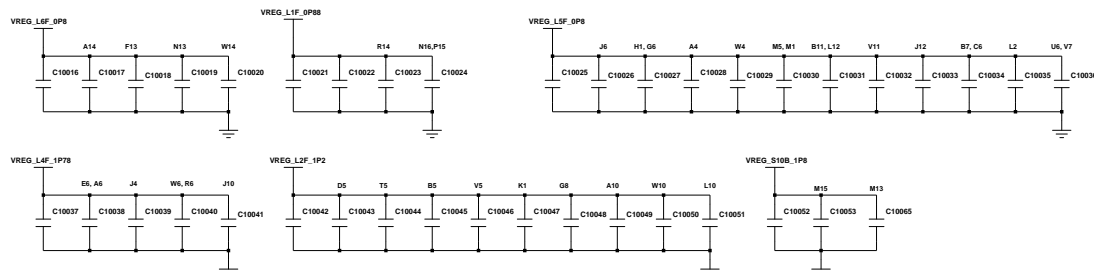 VREG_L6F_0P8
A14 F13 N13 W14
C10016 C10017 C10018 C10019 C10020
VREG_L1F_0P88
R14 N16,P15
C10021 C10022 C10023 C10024
VREG_L5F_0P8
J6 H1, G6 A4 W4 M5, M1 B11, L12 V11 J12 B7, C6 L2 U6, V7
C10025 C10026 C10027 C10028 C10029 C10030 C10031 C10032 C10033 C10034 C10035 C10036
VREG_L4F_1P78
E6, A6 J4 W6, R6 J10
C10037 C10038 C10039 C10040 C10041
VREG_L2F_1P2
D5 T5 B5 V5 K1 G8 A10 W10 L10
C10042 C10043 C10044 C10045 C10046 C10047 C10048 C10049 C10050 C10051
VREG_S10B_1P8
M15 M13
C10052 C10053 C10065